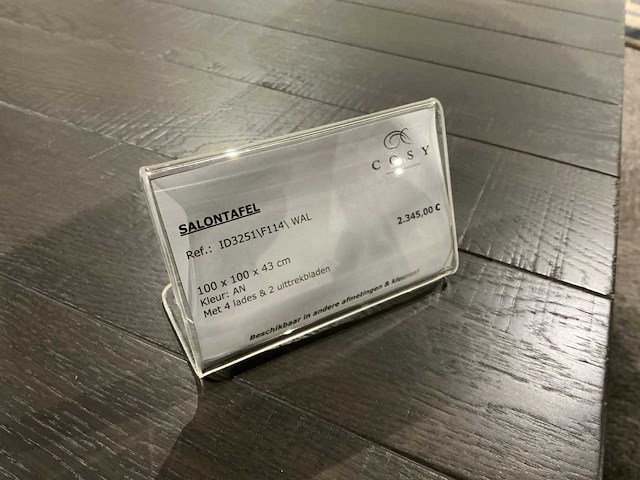 COSY
SALONTAFEL
Ref.: ID3251\F114\ WAL
2.345,00 €
100 x 100 x 43 cm
Kleur: AN
Met 4 lades & 2 uittrekbladen
Beschikbaar in andere afmetingen & kleuren!